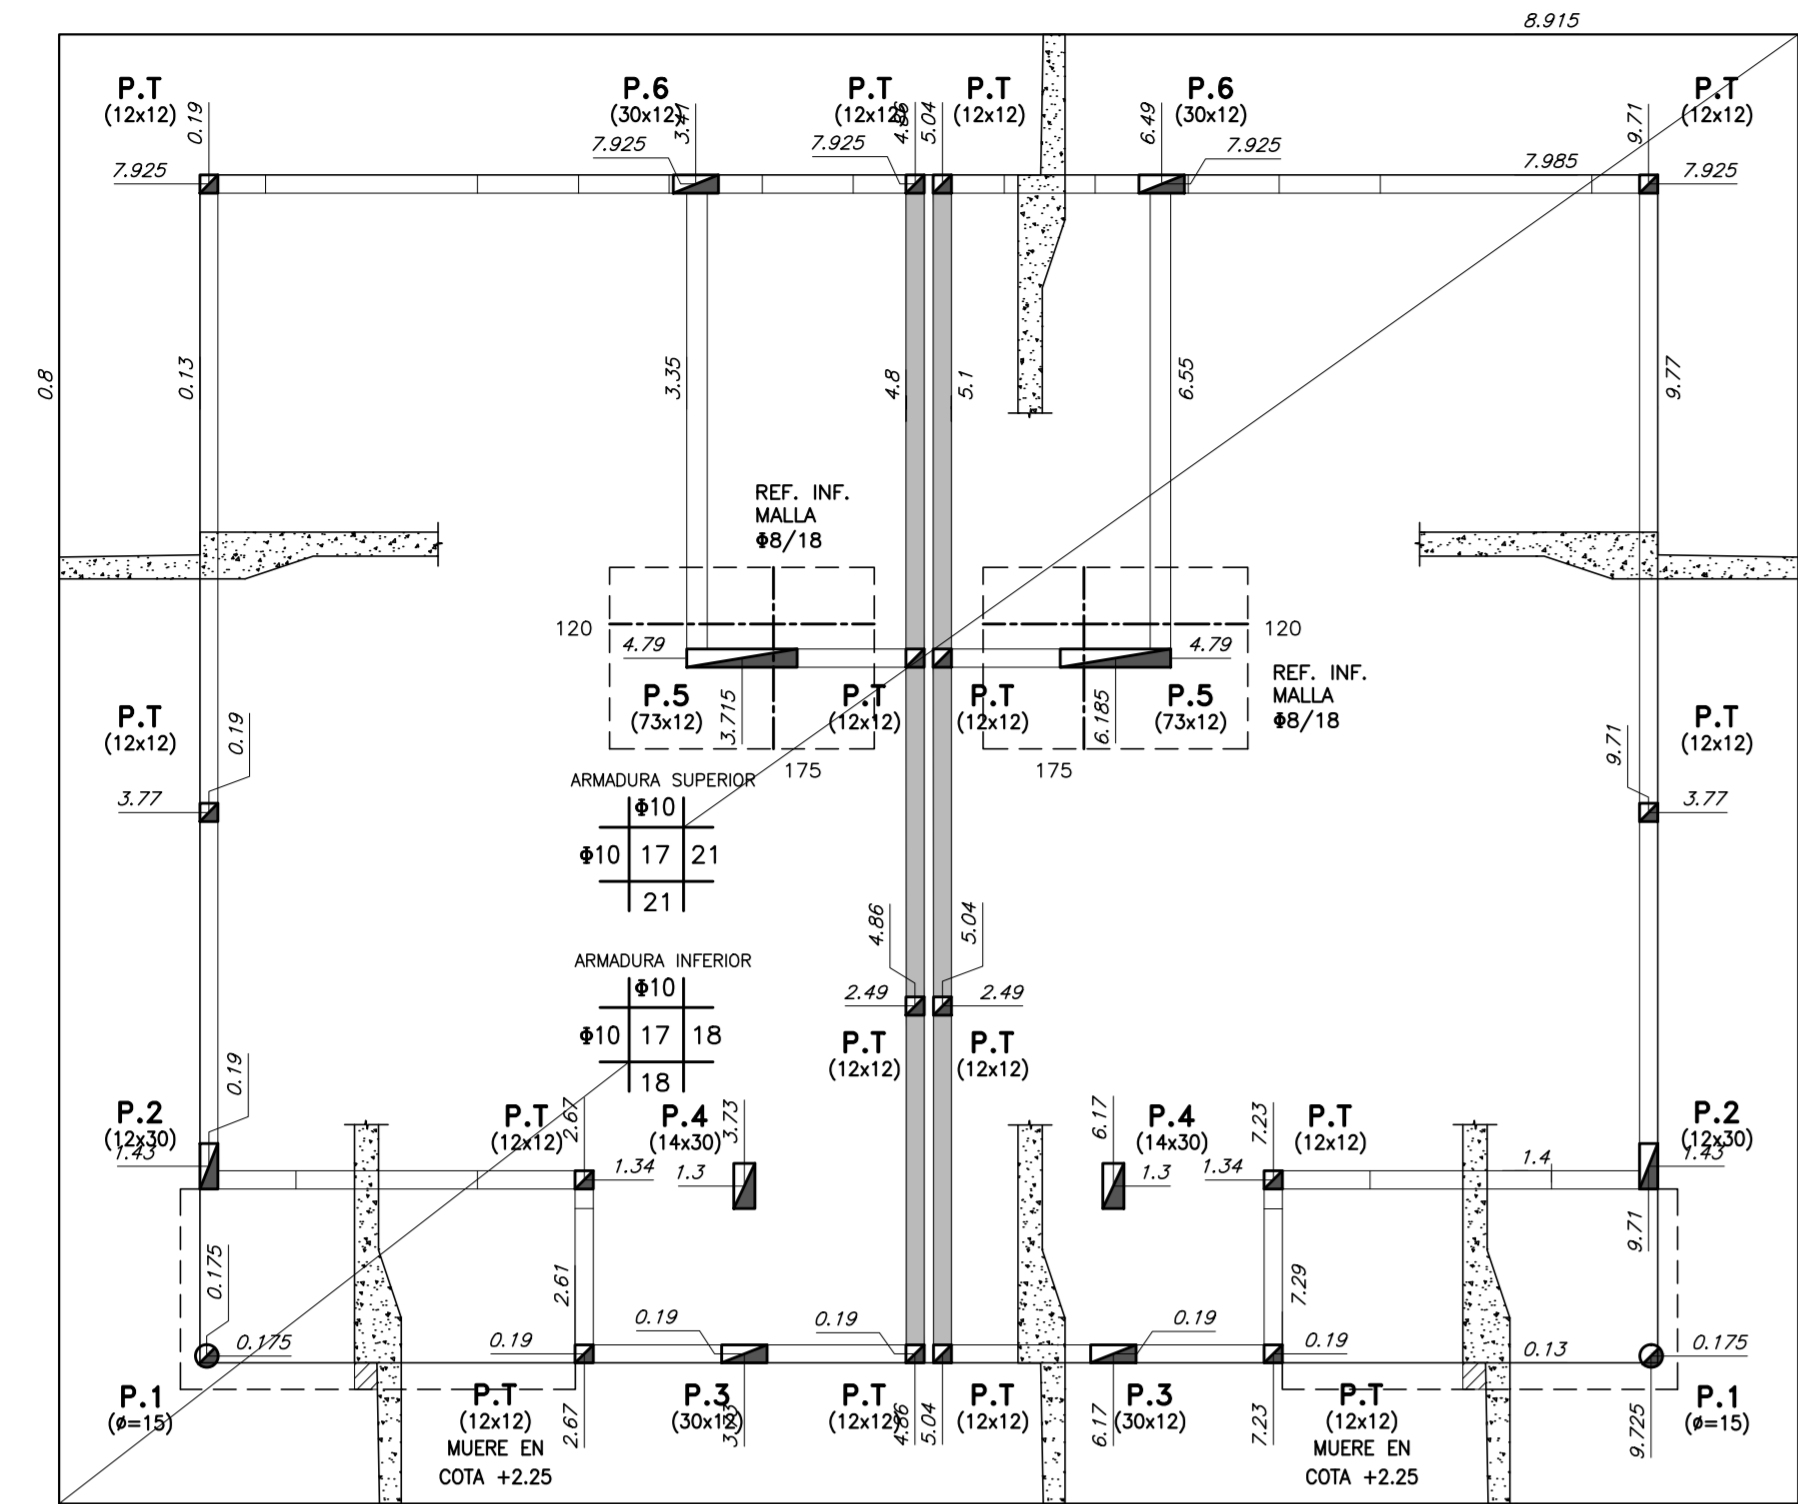 8.915
P.T
(12x12)
0.19
P.6
(30x12)
3.41
P.T
(12x12)
4.86
5.04
P.T
(12x12)
6.49
P.6
(30x12)
9.71
P.T
(12x12)
7.925
7.925
7.925
7.925
7.985
7.925
0.8
0.13
3.35
4.8
5.1
6.55
9.77
REF. INF.
MALLA
Φ8/18
120
4.79
P.5
(73x12)
3.715
P.T
(12x12)
175
P.T
(12x12)
6.185
P.5
(73x12)
4.79
120
175
REF. INF.
MALLA
Φ8/18
P.T
(12x12)
0.19
3.77
9.71
P.T
(12x12)
3.77
ARMADURA SUPERIOR
Φ10
Φ10 17 21
21
4.86
5.04
ARMADURA INFERIOR
Φ10
Φ10 17 18
18
2.49
2.49
P.T
(12x12)
P.T
(12x12)
0.19
P.2
(12x30)
1.43
P.T
(12x12)
2.67
P.4
(14x30)
3.73
1.34
1.3
6.17
P.4
(14x30)
7.23
P.T
(12x12)
1.3
1.34
1.4
P.2
(12x30)
1.43
0.175
0.175
2.61
0.19
0.19
0.19
0.19
7.29
0.19
0.13
9.71
0.175
P.1
(ø=15)
P.T
(12x12)
MUERE EN
COTA +2.25
2.67
P.3
(30x12)
P.T
(12x12)
4.86
5.04
P.T
(12x12)
6.17
P.3
(30x12)
7.23
P.T
(12x12)
MUERE EN
COTA +2.25
9.725
P.1
(ø=15)